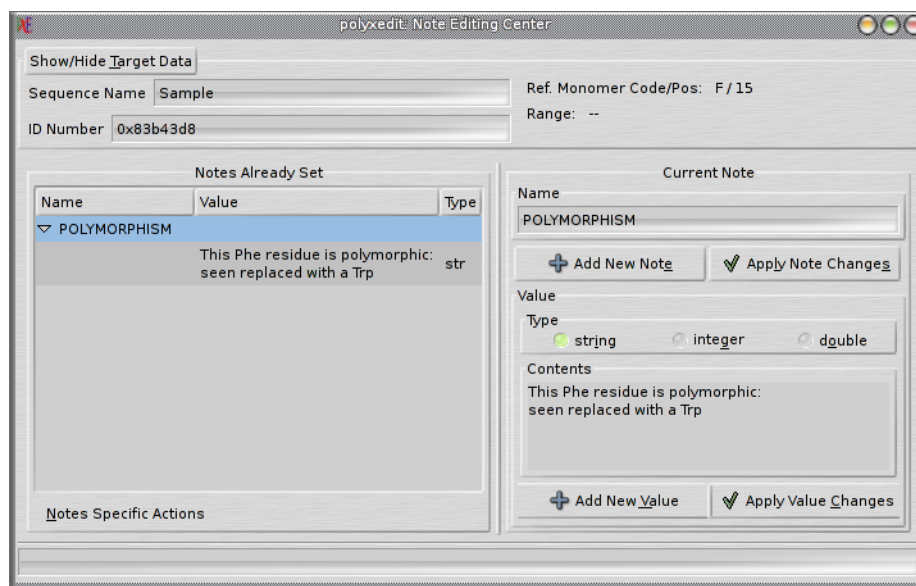 polyxedit: Note Editing Center
Show/Hide Target Data
Sequence Name Sample
ID Number 0x83b43d8
Ref. Monomer Code/Pos: F / 15
Range: --
Notes Already Set
Name Value Type
POLYMORPHISM
This Phe residue is polymorphic:
seen replaced with a Trp
str
Notes Specific Actions
Current Note
Name
POLYMORPHISM
Add New Note
Apply Note Changes
Value
Type
string integer double
Contents
This Phe residue is polymorphic:
seen replaced with a Trp
Add New Value
Apply Value Changes